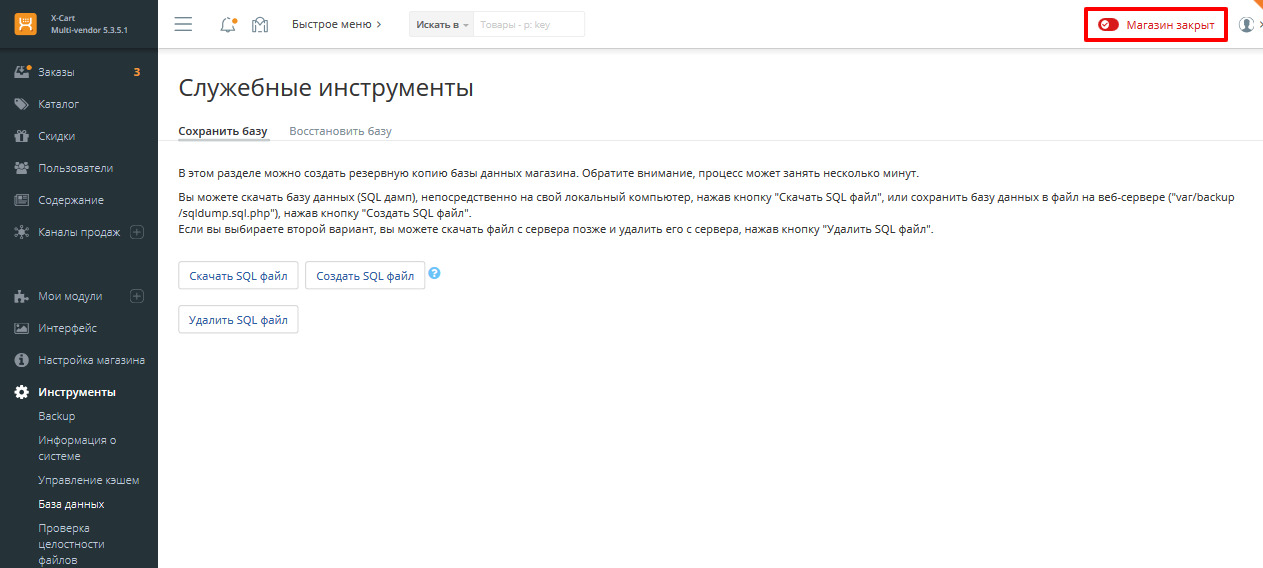 X-Cart
Multi-vendor 5.3.5.1
Быстрое меню
Искать в
Товары - p: key
Магазин закрыт
Заказы 3
Каталог
Скидки
Пользователи
Содержание
Каналы продаж
Мои модули
Интерфейс
Настройка магазина
Инструменты
Backup
Информация о
системе
Управление кэшем
База данных
Проверка
целостности
файлов
Служебные инструменты
Сохранить базу
Восстановить базу
В этом разделе можно создать резервную копию базы данных магазина. Обратите внимание, процесс может занять несколько минут.
Вы можете скачать базу данных (SQL дамп), непосредственно на свой локальный компьютер, нажав кнопку "Скачать SQL файл", или сохранить базу данных в файл на веб-сервере ("var/backup
/sqldump.sql.php"), нажав кнопку "Создать SQL файл".
Если вы выбираете второй вариант, вы можете скачать файл с сервера позже и удалить его с сервера, нажав кнопку "Удалить SQL файл".
Скачать SQL файл
Создать SQL файл
?
Удалить SQL файл